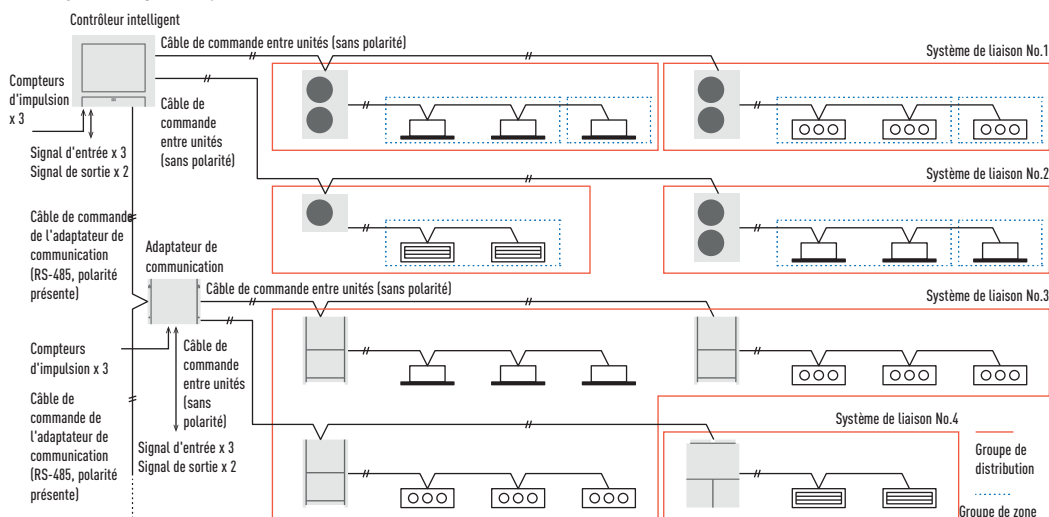 Contrôleur intelligent
Câble de commande entre unités (sans polarité)
Système de liaison No.1
Compteurs
d'impulsion
x 3
Câble de
commande
entre unités
(sans polarité)
Signal d'entrée x 3
Signal de sortie x 2
Système de liaison No.2
Câble de commande
de l'adaptateur de
communication
(RS-485, polarité
présente)
Adaptateur de
communication
Câble de commande entre unités (sans polarité)
Système de liaison No.3
Compteurs
d'impulsion x 3
Câble de
commande
entre unités
(sans
polarité)
Câble de
commande de
l'adaptateur de
communication
(RS-485, polarité
présente)
Signal d'entrée x 3
Signal de sortie x 2
Système de liaison No.4
Groupe de
distribution
Groupe de zone